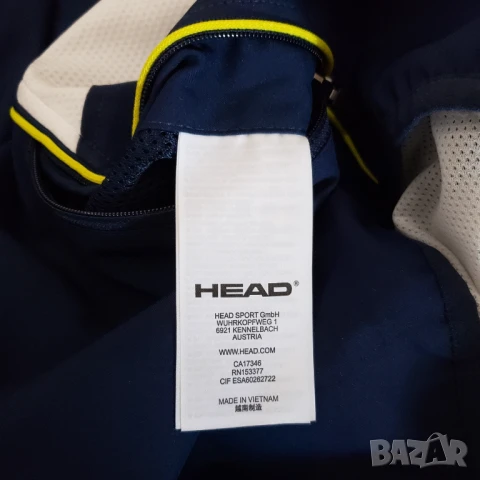 HEAD®
HEAD SPORT GmbH
WUHRKOPFWEG 1
6921 KENNELBACH
AUSTRIA
WWW.HEAD.COM
CA17346
RN153377
CIF ESA60262722
MADE IN VIETNAM
越南制造
BAZAR
bg